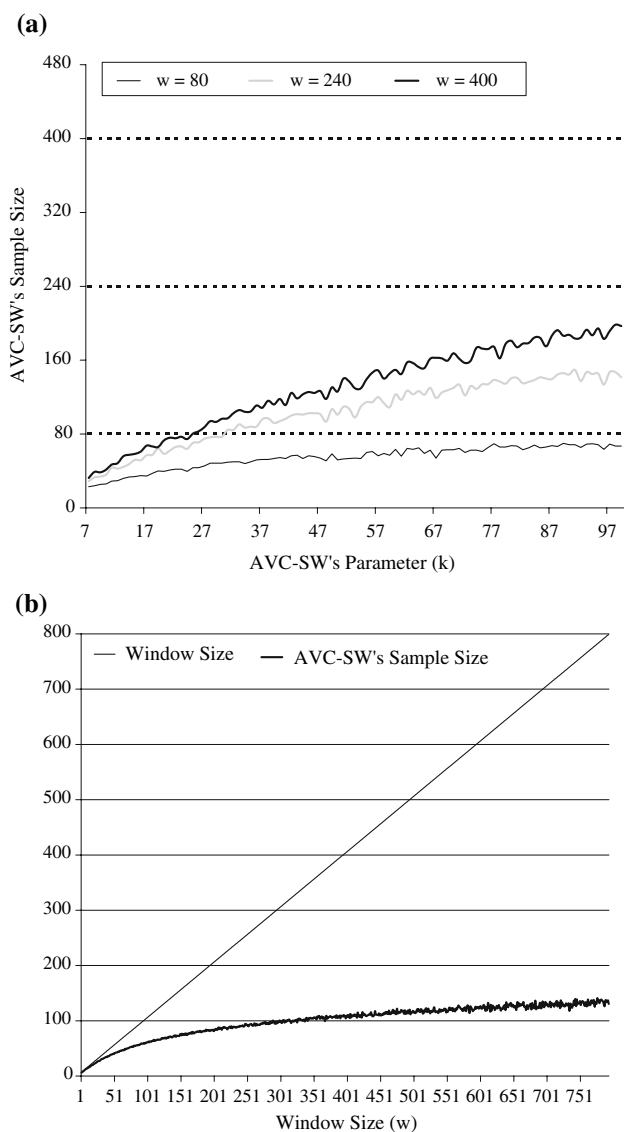 (a)
480
w = 80 w = 240 w = 400
400
320
240
160
80
0
7 17 27 37 47 57 67 77 87 97
AVC-SW's Sample Size
AVC-SW's Parameter (k)
(b)
800
Window Size AVC-SW's Sample Size
700
600
500
400
300
200
100
0
1 51 101 151 201 251 301 351 401 451 501 551 601 651 701 751
Window Size (w)